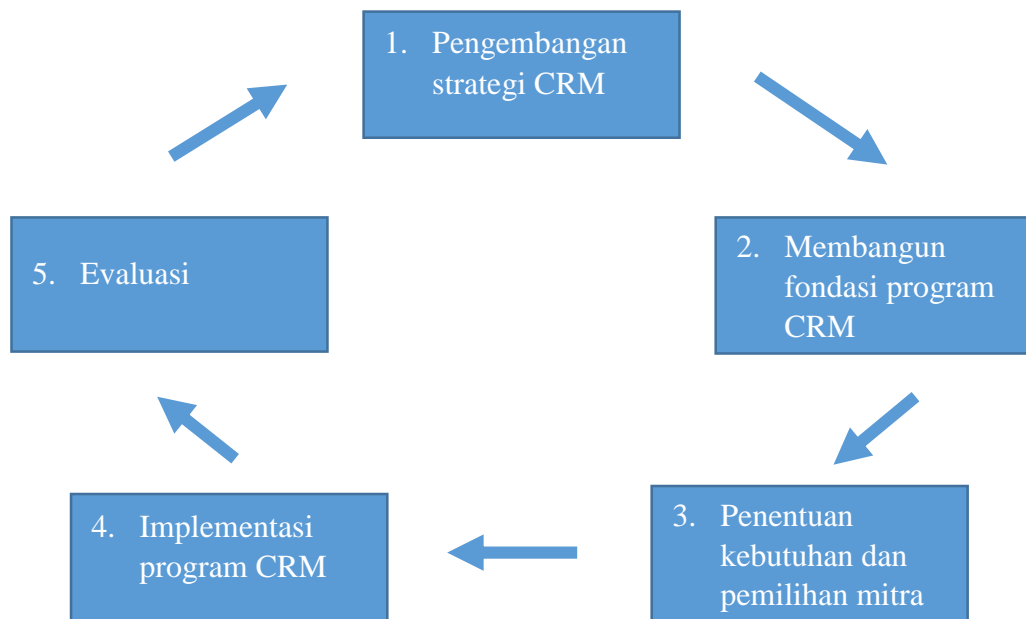 1. Pengembangan
strategi CRM
2. Membangun
fondasi program
CRM
3. Penentuan
kebutuhan dan
pemilihan mitra
4. Implementasi
program CRM
5. Evaluasi